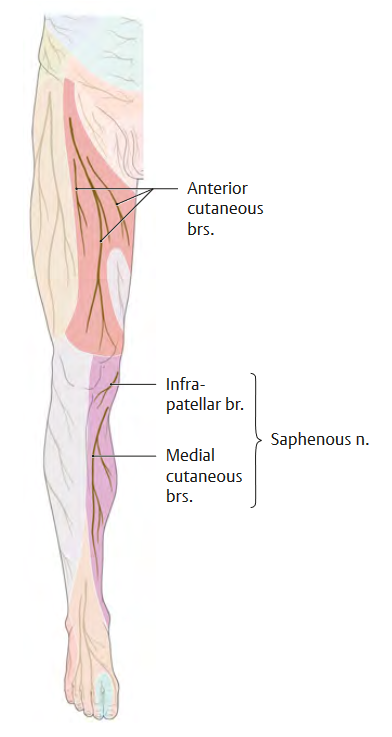 Anterior
cutaneous
brs.
Infra-
patellar br.
Saphenous n.
Medial
cutaneous
brs.